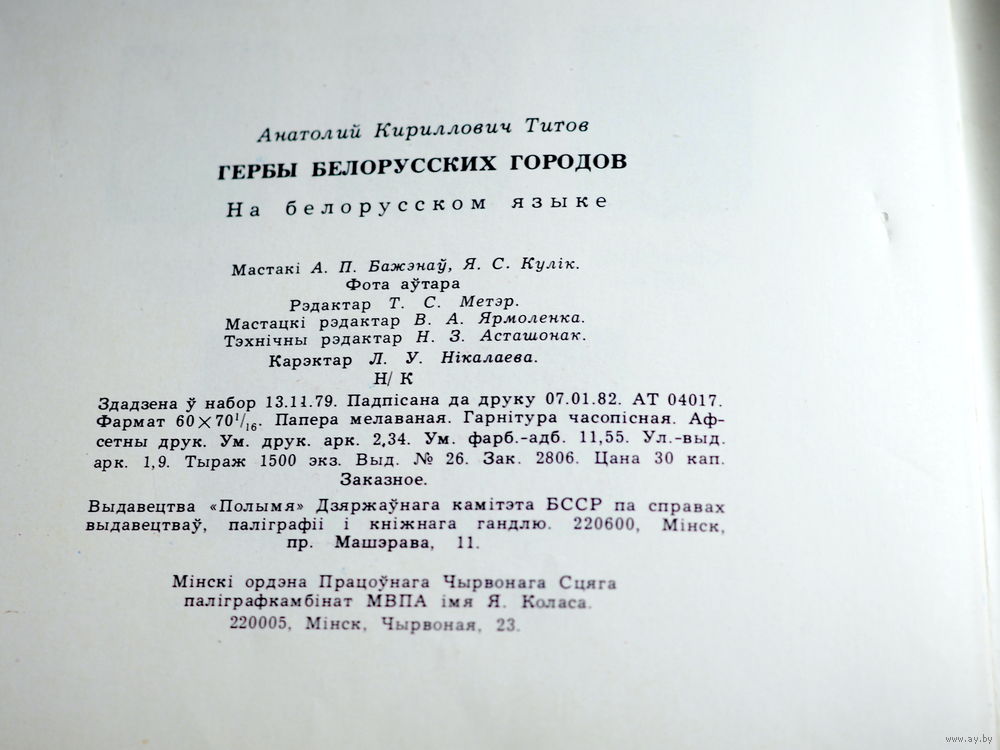 Анатолий Кириллович Титов
ГЕРБЫ БЕЛОРУССКИХ ГОРОДОВ
На белорусском языке
Мастакі А. П. Бажэнаў, Я. С. Кулік.
Фота аўтара
Рэдактар Т. С. Метэр.
Мастацкі рэдактар В. А. Ярмоленка.
Тэхнічны рэдактар Н. З. Асташонак.
Карэктар Л. У. Нікалаева.
Н/К
Здадзена ў набор 13.11.79. Падпісана да друку 07.01.82. АТ 04017.
Фармат 60×70¹/₁₆. Папера мелаваная. Гарнітура часопісная. Аф-
сетны друк. Ум. друк. арк. 2,34. Ум. фарб.-адб. 11,55. Ул.-выд.
арк. 1,9. Тыраж 1500 экз. Выд. № 26. Зак. 2806. Цана 30 кап.
Заказное.
Выдавецтва «Полымя» Дзяржаўнага камітэта БССР па справах
выдавецтваў, паліграфіі і кніжнага гандлю. 220600, Мінск,
пр. Машэрава, 11.
Мінскі ордэна Працоўнага Чырвонага Сцяга
паліграфкамбінат МВПА імя Я. Коласа.
220005, Мінск, Чырвоная, 23.
www.ay.by